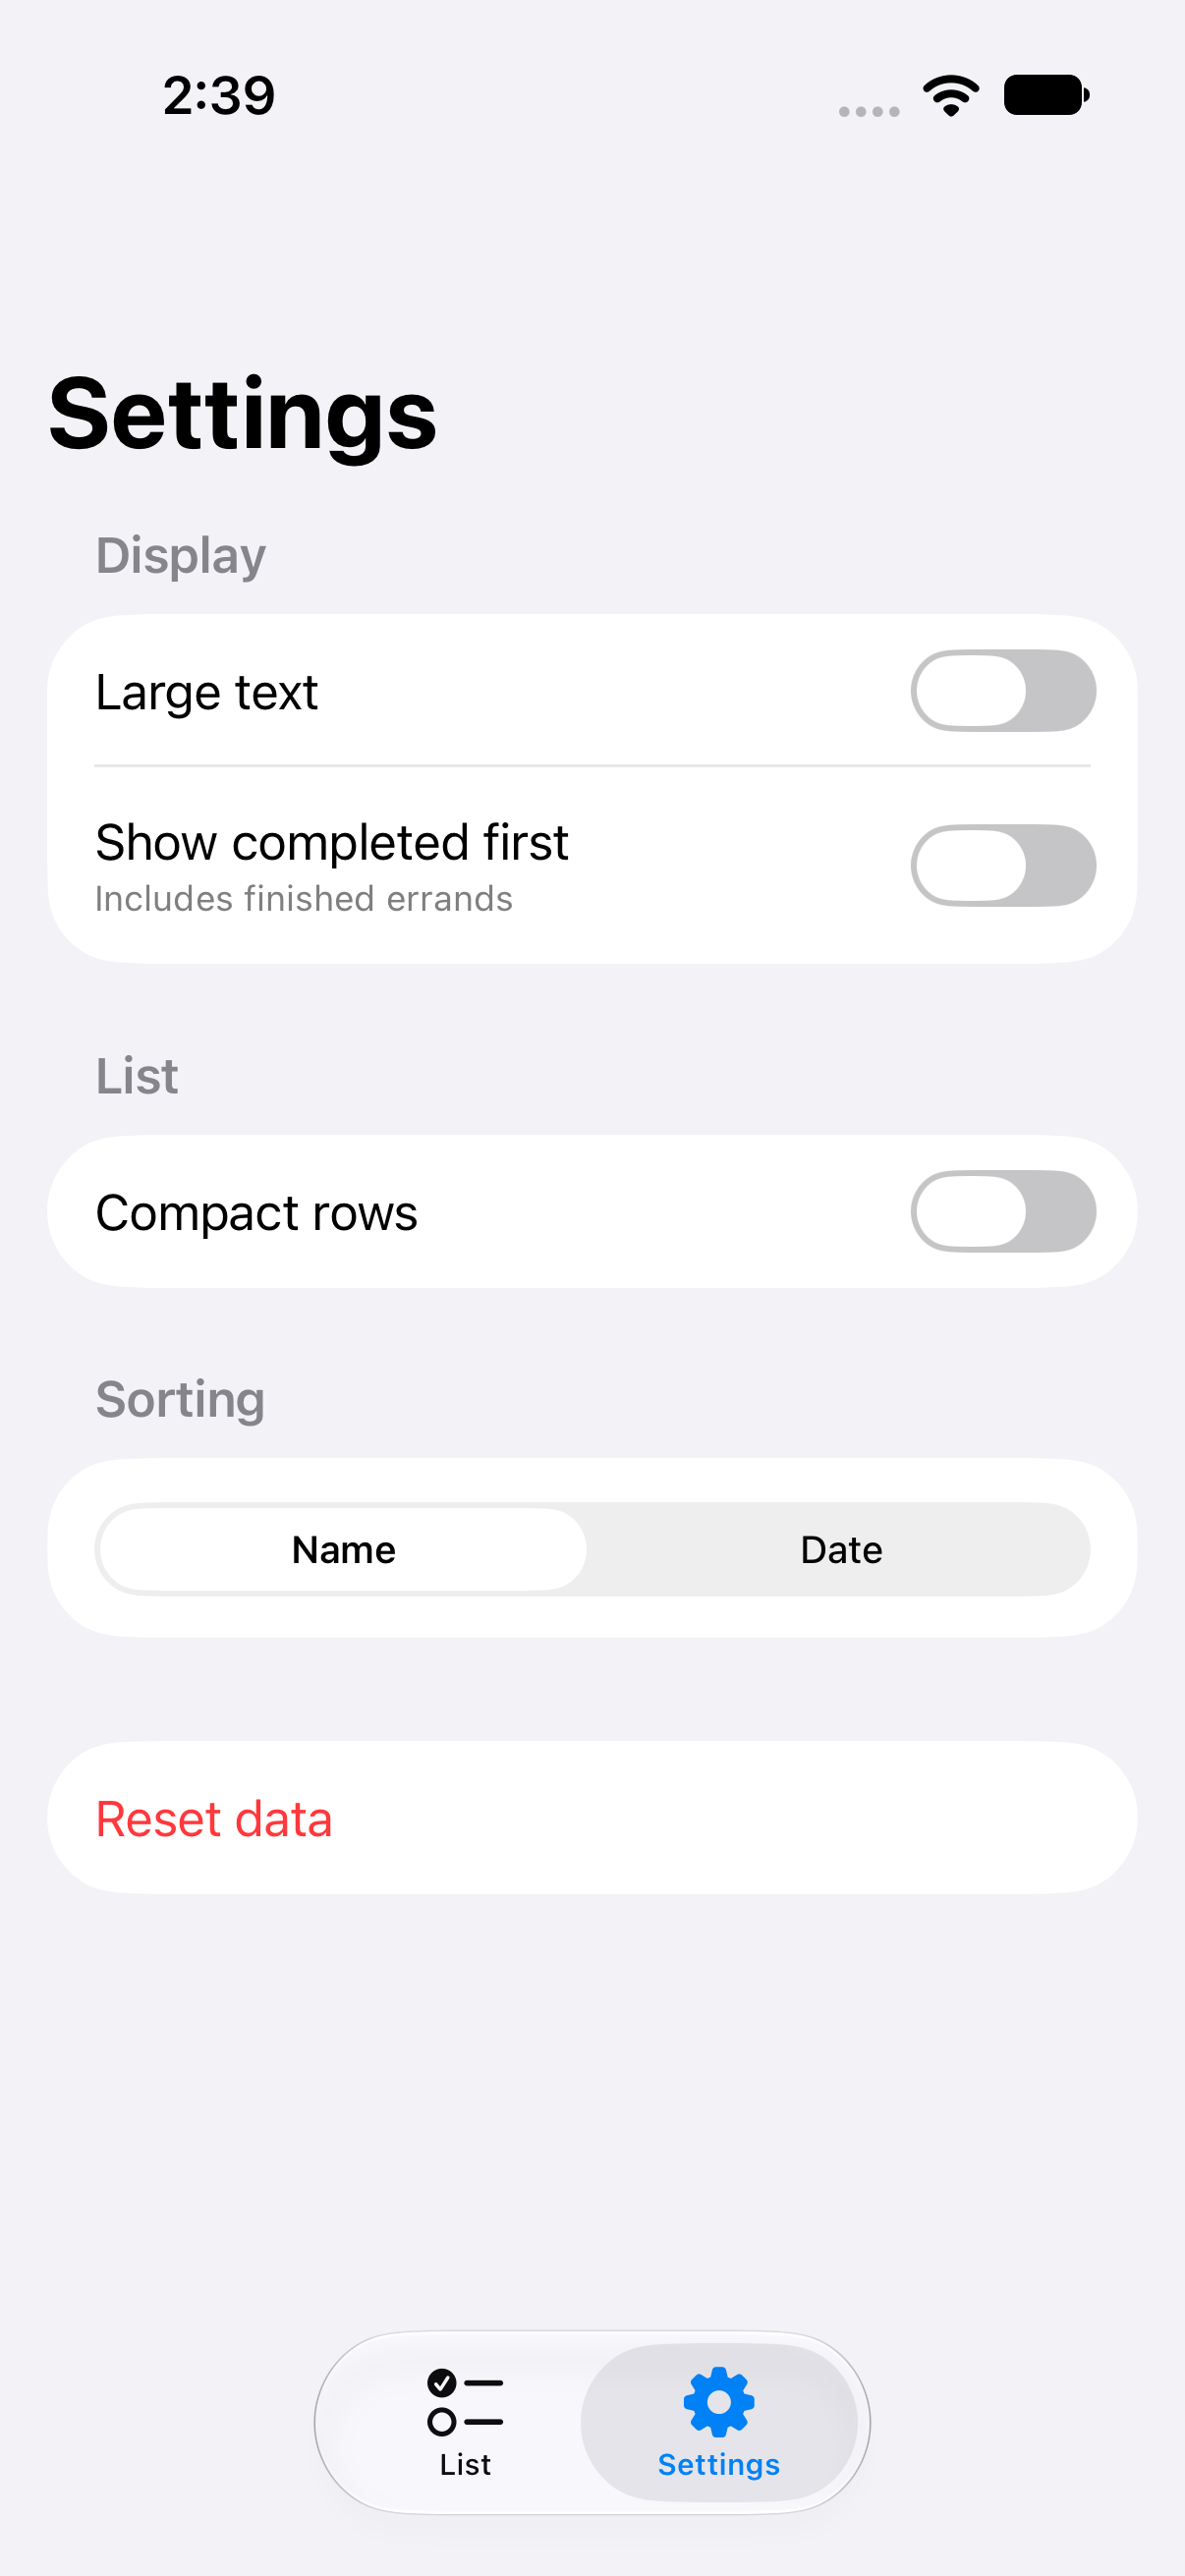 2:39
Settings
Display
Large text
Show completed first
Includes finished errands
List
Compact rows
Sorting
Name
Date
Reset data
List
Settings